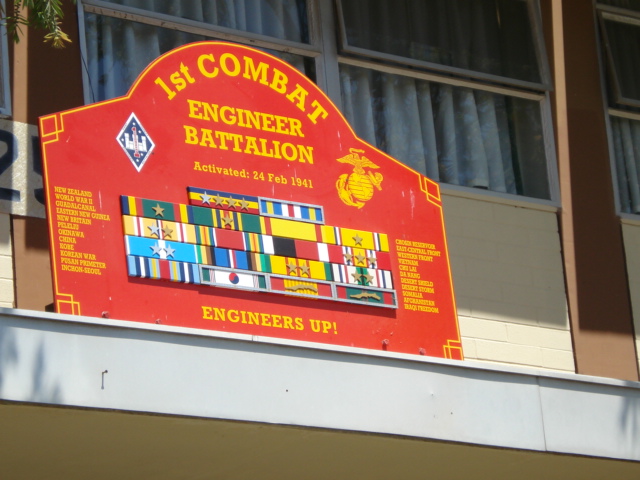 1st COMBAT
ENGINEER
BATTALION
Activated: 24 Feb 1941
NEW ZEALAND
WORLD WAR II
GUADALCANAL
EASTERN NEW GUINEA
NEW BRITAIN
PELELIU
OKINAWA
CHINA
KOBE
KOREAN WAR
PUSAN PERIMETER
INCHON-SEOUL
CHOSIN RESERVOIR
EAST-CENTRAL FRONT
WESTERN FRONT
VIETNAM
CHU LAI
DA NANG
DESERT SHIELD
DESERT STORM
SOMALIA
AFGHANISTAN
IRAQI FREEDOM
ENGINEERS UP!